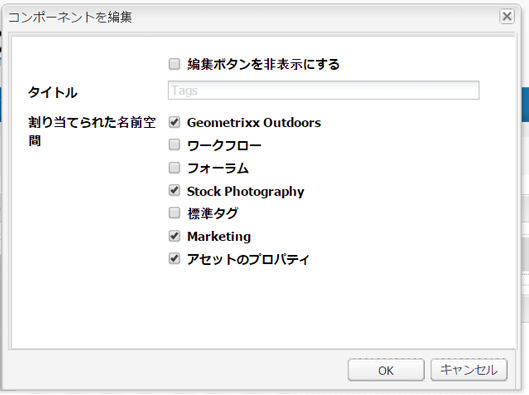 コンポーネントを編集
編集ボタンを非表示にする
タイトル
Tags
割り当てられた名前空
間
Geometrixx Outdoors
ワークフロー
フォーラム
Stock Photography
標準タグ
Marketing
アセットのプロパティ
OK
キャンセル